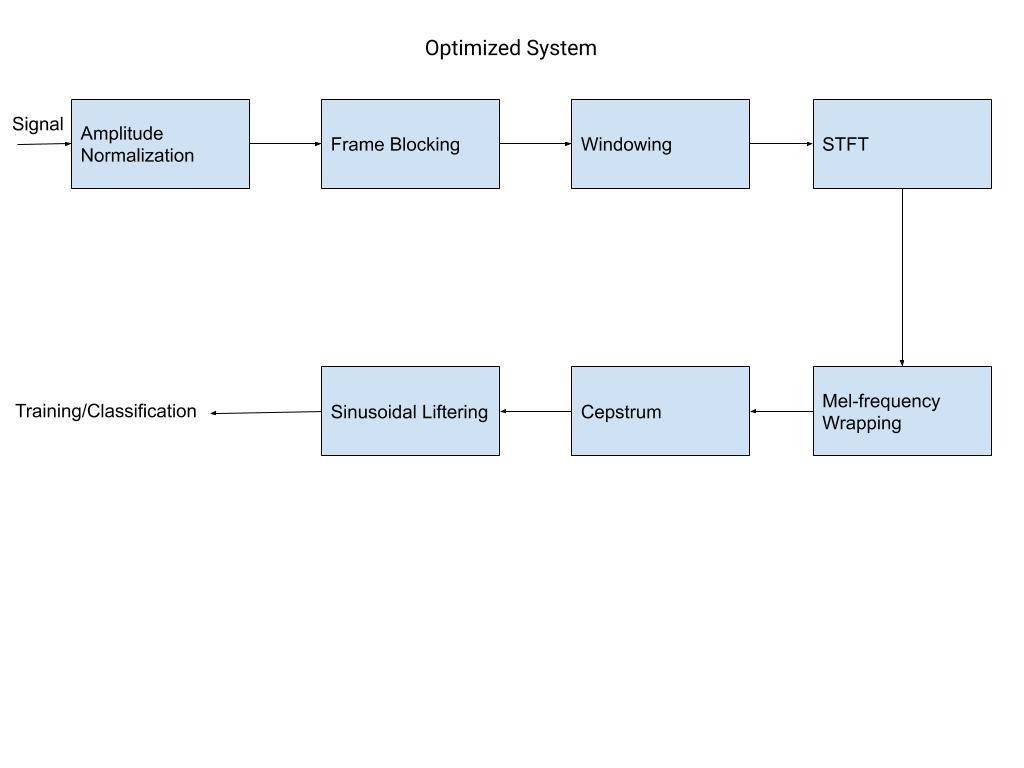 Optimized System
Signal
Amplitude
Normalization
Frame Blocking
Windowing
STFT
Mel-frequency
Wrapping
Cepstrum
Sinusoidal Liftering
Training/Classification